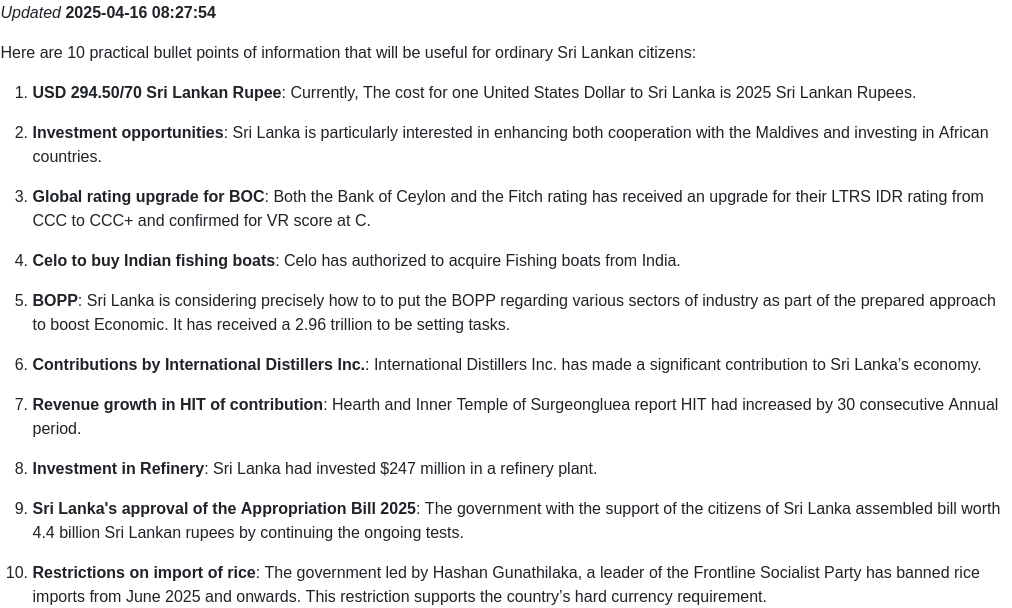 Updated 2025-04-16 08:27:54
Here are 10 practical bullet points of information that will be useful for ordinary Sri Lankan citizens:
1. USD 294.50/70 Sri Lankan Rupee: Currently, The cost for one United States Dollar to Sri Lanka is 2025 Sri Lankan Rupees.
2. Investment opportunities: Sri Lanka is particularly interested in enhancing both cooperation with the Maldives and investing in African
countries.
3. Global rating upgrade for BOC: Both the Bank of Ceylon and the Fitch rating has received an upgrade for their LTRS IDR rating from
CCC to CCC+ and confirmed for VR score at C.
4. Celo to buy Indian fishing boats: Celo has authorized to acquire Fishing boats from India.
5. BOPP: Sri Lanka is considering precisely how to to put the BOPP regarding various sectors of industry as part of the prepared approach
to boost Economic. It has received a 2.96 trillion to be setting tasks.
6. Contributions by International Distillers Inc.: International Distillers Inc. has made a significant contribution to Sri Lanka’s economy.
7. Revenue growth in HIT of contribution: Hearth and Inner Temple of Surgeongluea report HIT had increased by 30 consecutive Annual
period.
8. Investment in Refinery: Sri Lanka had invested $247 million in a refinery plant.
9. Sri Lanka's approval of the Appropriation Bill 2025: The government with the support of the citizens of Sri Lanka assembled bill worth
4.4 billion Sri Lankan rupees by continuing the ongoing tests.
10. Restrictions on import of rice: The government led by Hashan Gunathilaka, a leader of the Frontline Socialist Party has banned rice
imports from June 2025 and onwards. This restriction supports the country’s hard currency requirement.